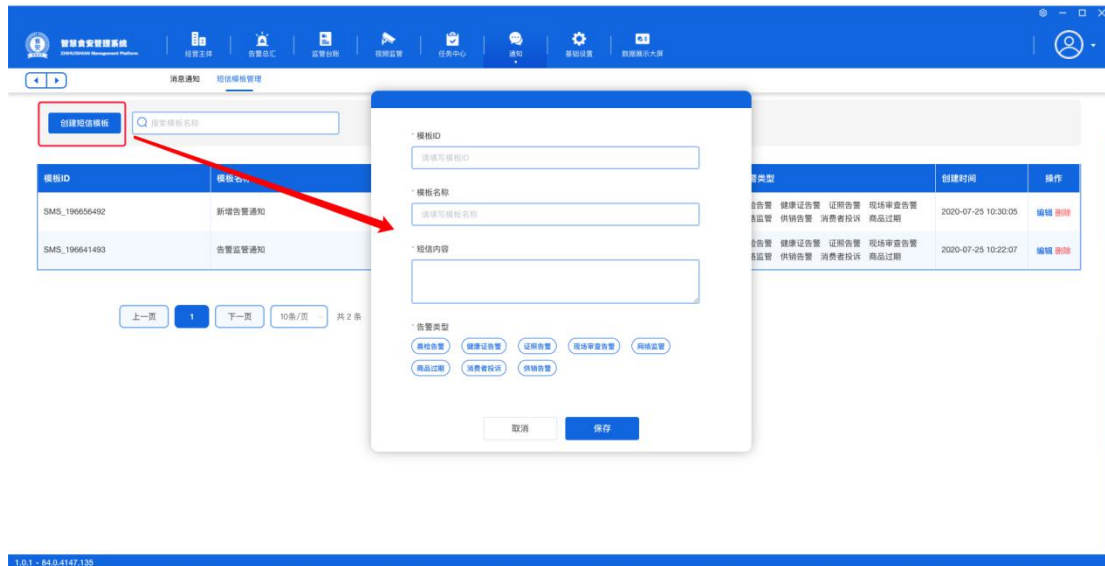 智慧食安管理系统
ZHIHUISHIAN Management Platform
经营主体
告警总汇
监管台账
视频监管
任务中心
通知
基础设置
数据展示大屏
消息通知 短信模板管理
创建短信模板
搜索模板名称
模板ID 模板名称 警类型 创建时间 操作
SMS_196656492 新增告警通知 告警 健康证告警 证照告警 现场审查告警
监管 供销告警 消费者投诉 商品过期
2020-07-25 10:30:05 编辑 删除
SMS_196641493 告警监管通知 告警 健康证告警 证照告警 现场审查告警
监管 供销告警 消费者投诉 商品过期
2020-07-25 10:22:07 编辑 删除
上一页 1 下一页 10条/页 共 2 条
* 模板ID
请填写模板ID
* 模板名称
请填写模板名称
* 短信内容
* 告警类型
晨检告警 健康证告警 证照告警 现场审查告警 网络监管
商品过期 消费者投诉 供销告警
取消 保存
1.0.1 - 84.0.4147.135